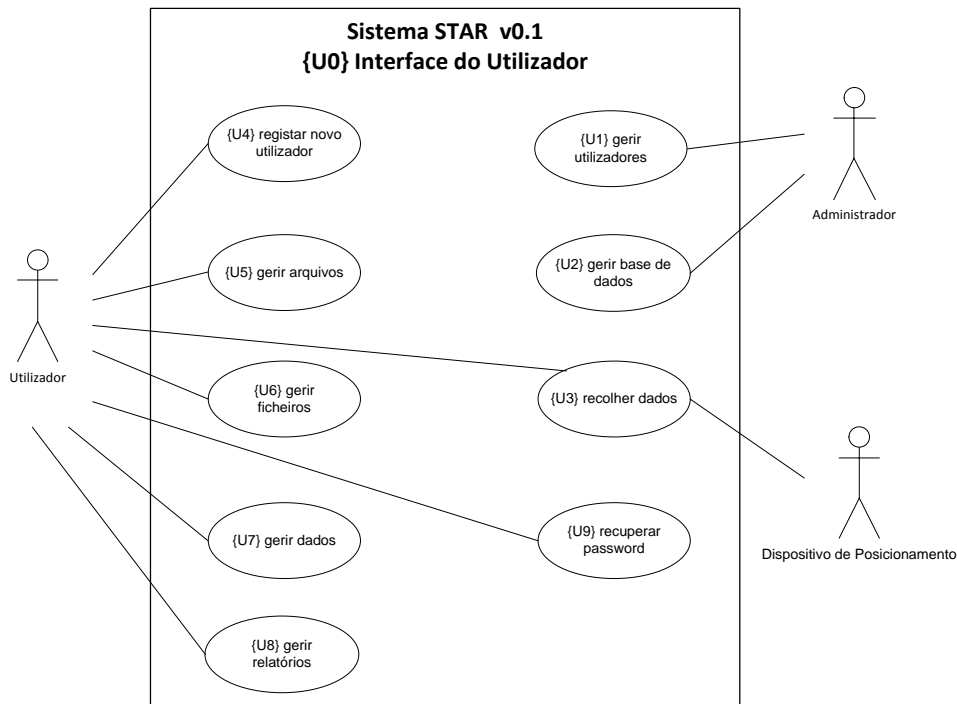 Sistema STAR v0.1
{U0} Interface do Utilizador
{U4} registar novo
utilizador
{U1} gerir
utilizadores
Administrador
{U5} gerir arquivos
{U2} gerir base de
dados
Utilizador
{U6} gerir
ficheiros
{U3} recolher dados
{U7} gerir dados
{U9} recuperar
password
Dispositivo de Posicionamento
{U8} gerir
relatórios